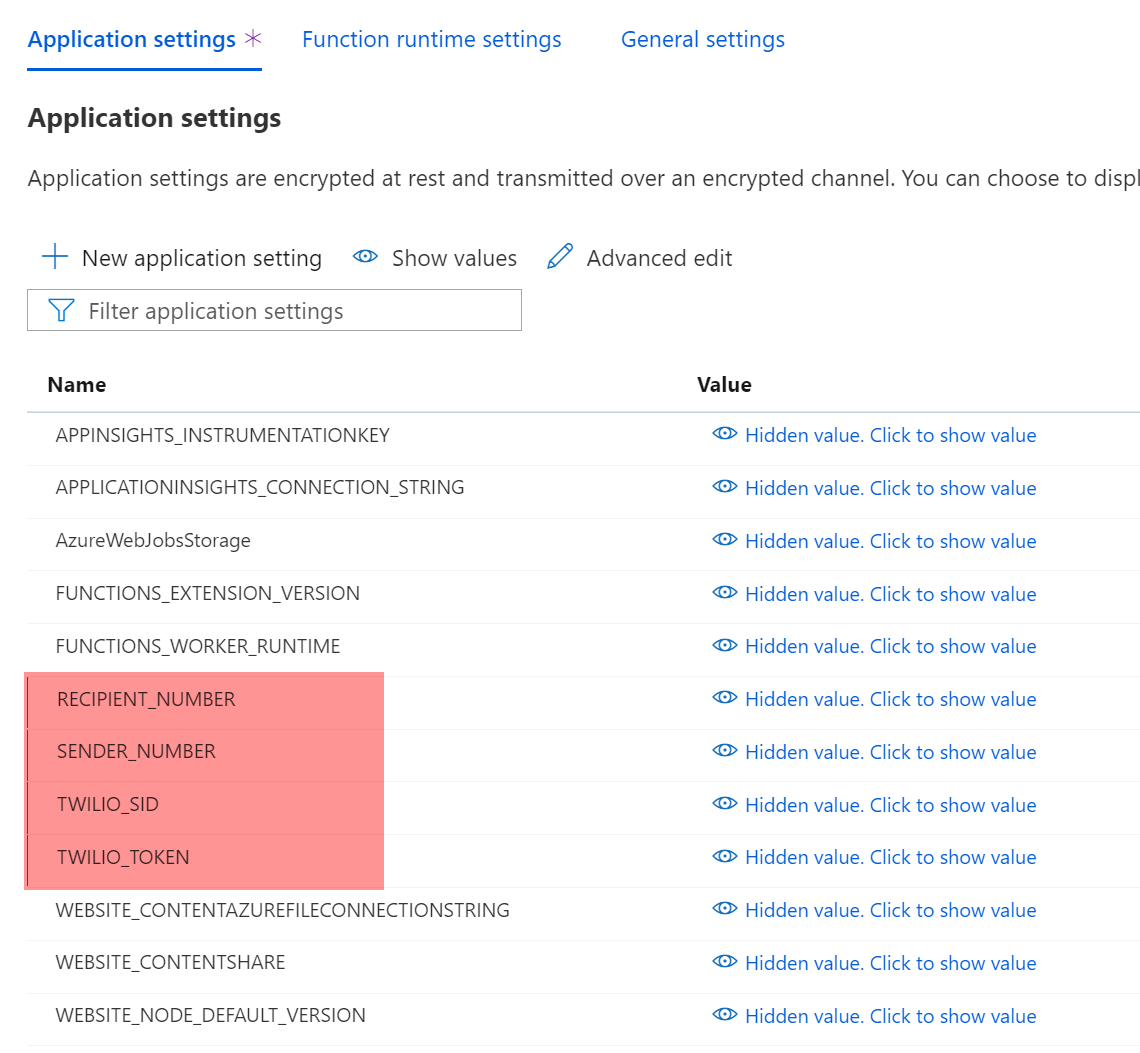 Application settings Function runtime settings General settings
Application settings
Application settings are encrypted at rest and transmitted over an encrypted channel. You can choose to displ
New application setting Show values Advanced edit
Filter application settings
Name Value
APPINSIGHTS_INSTRUMENTATIONKEY Hidden value. Click to show value
APPLICATIONINSIGHTS_CONNECTION_STRING Hidden value. Click to show value
AzureWebJobsStorage Hidden value. Click to show value
FUNCTIONS_EXTENSION_VERSION Hidden value. Click to show value
FUNCTIONS_WORKER_RUNTIME Hidden value. Click to show value
RECIPIENT_NUMBER Hidden value. Click to show value
SENDER_NUMBER Hidden value. Click to show value
TWILIO_SID Hidden value. Click to show value
TWILIO_TOKEN Hidden value. Click to show value
WEBSITE_CONTENTAZUREFILECONNECTIONSTRING Hidden value. Click to show value
WEBSITE_CONTENTSHARE Hidden value. Click to show value
WEBSITE_NODE_DEFAULT_VERSION Hidden value. Click to show value